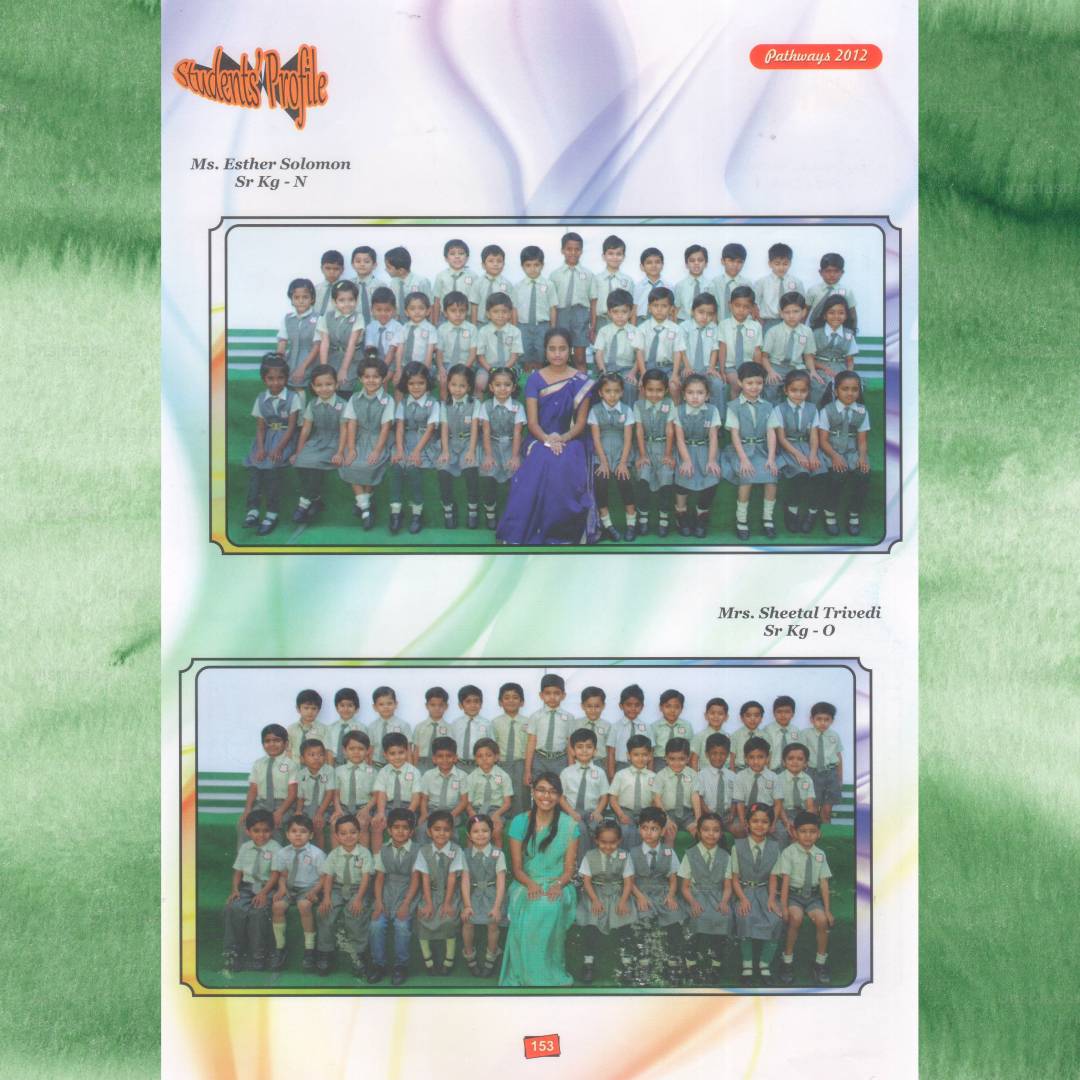 Students' Profile
Pathways 2012
Ms. Esther Solomon
Sr Kg - N
Mrs. Sheetal Trivedi
Sr Kg - O
153